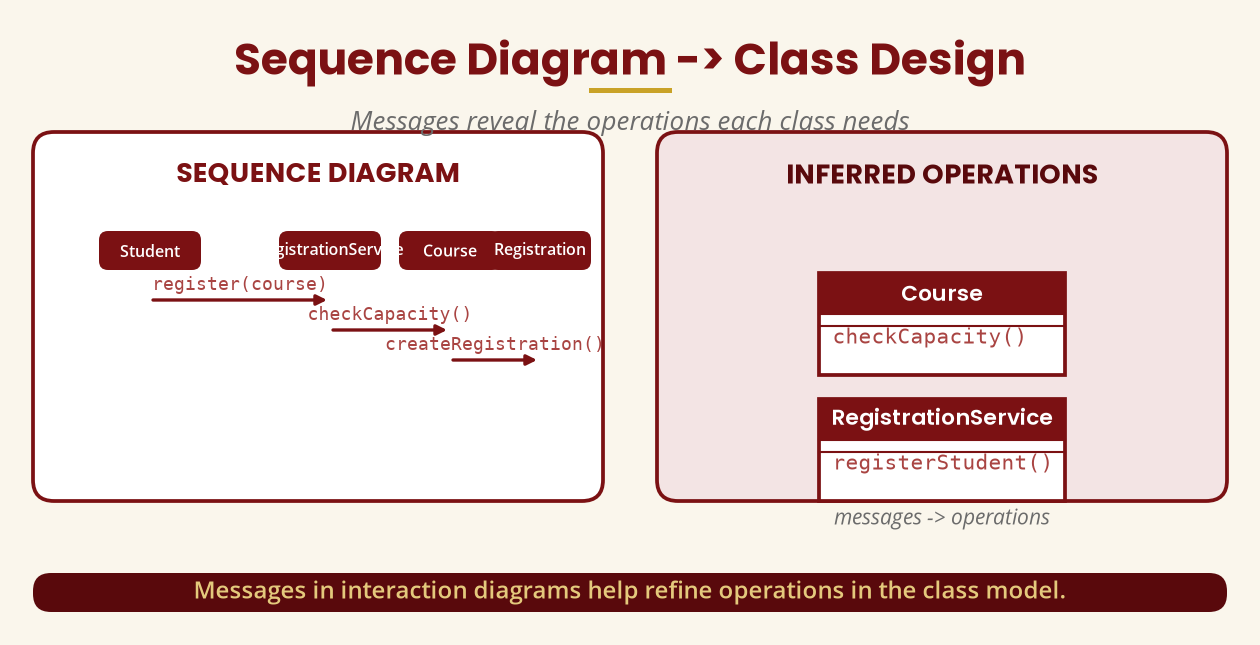 Sequence Diagram -> Class Design
Messages reveal the operations each class needs
SEQUENCE DIAGRAM
Student
gistrationService
Course
Registration
register(course)
checkCapacity()
createRegistration()
INFERRED OPERATIONS
Course
checkCapacity()
RegistrationService
registerStudent()
messages -> operations
Messages in interaction diagrams help refine operations in the class model.